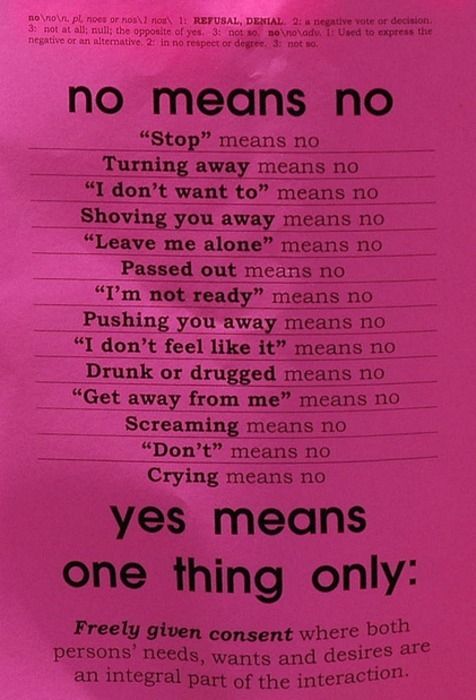 no\no\n, pl, noes or nos\1 nos\ 1: REFUSAL, DENIAL. 2: a negative vote or decision.
3: not at all; null; the opposite of yes. 3: not so. no\no\adv. 1: Used to express the
negative or an alternative. 2: in no respect or degree. 3: not so.
no means no
“Stop” means no
Turning away means no
“I don’t want to” means no
Shoving you away means no
“Leave me alone” means no
Passed out means no
“I’m not ready” means no
Pushing you away means no
“I don’t feel like it” means no
Drunk or drugged means no
“Get away from me” means no
Screaming means no
“Don’t” means no
Crying means no
yes means
one thing only:
Freely given consent where both
persons’ needs, wants and desires are
an integral part of the interaction.